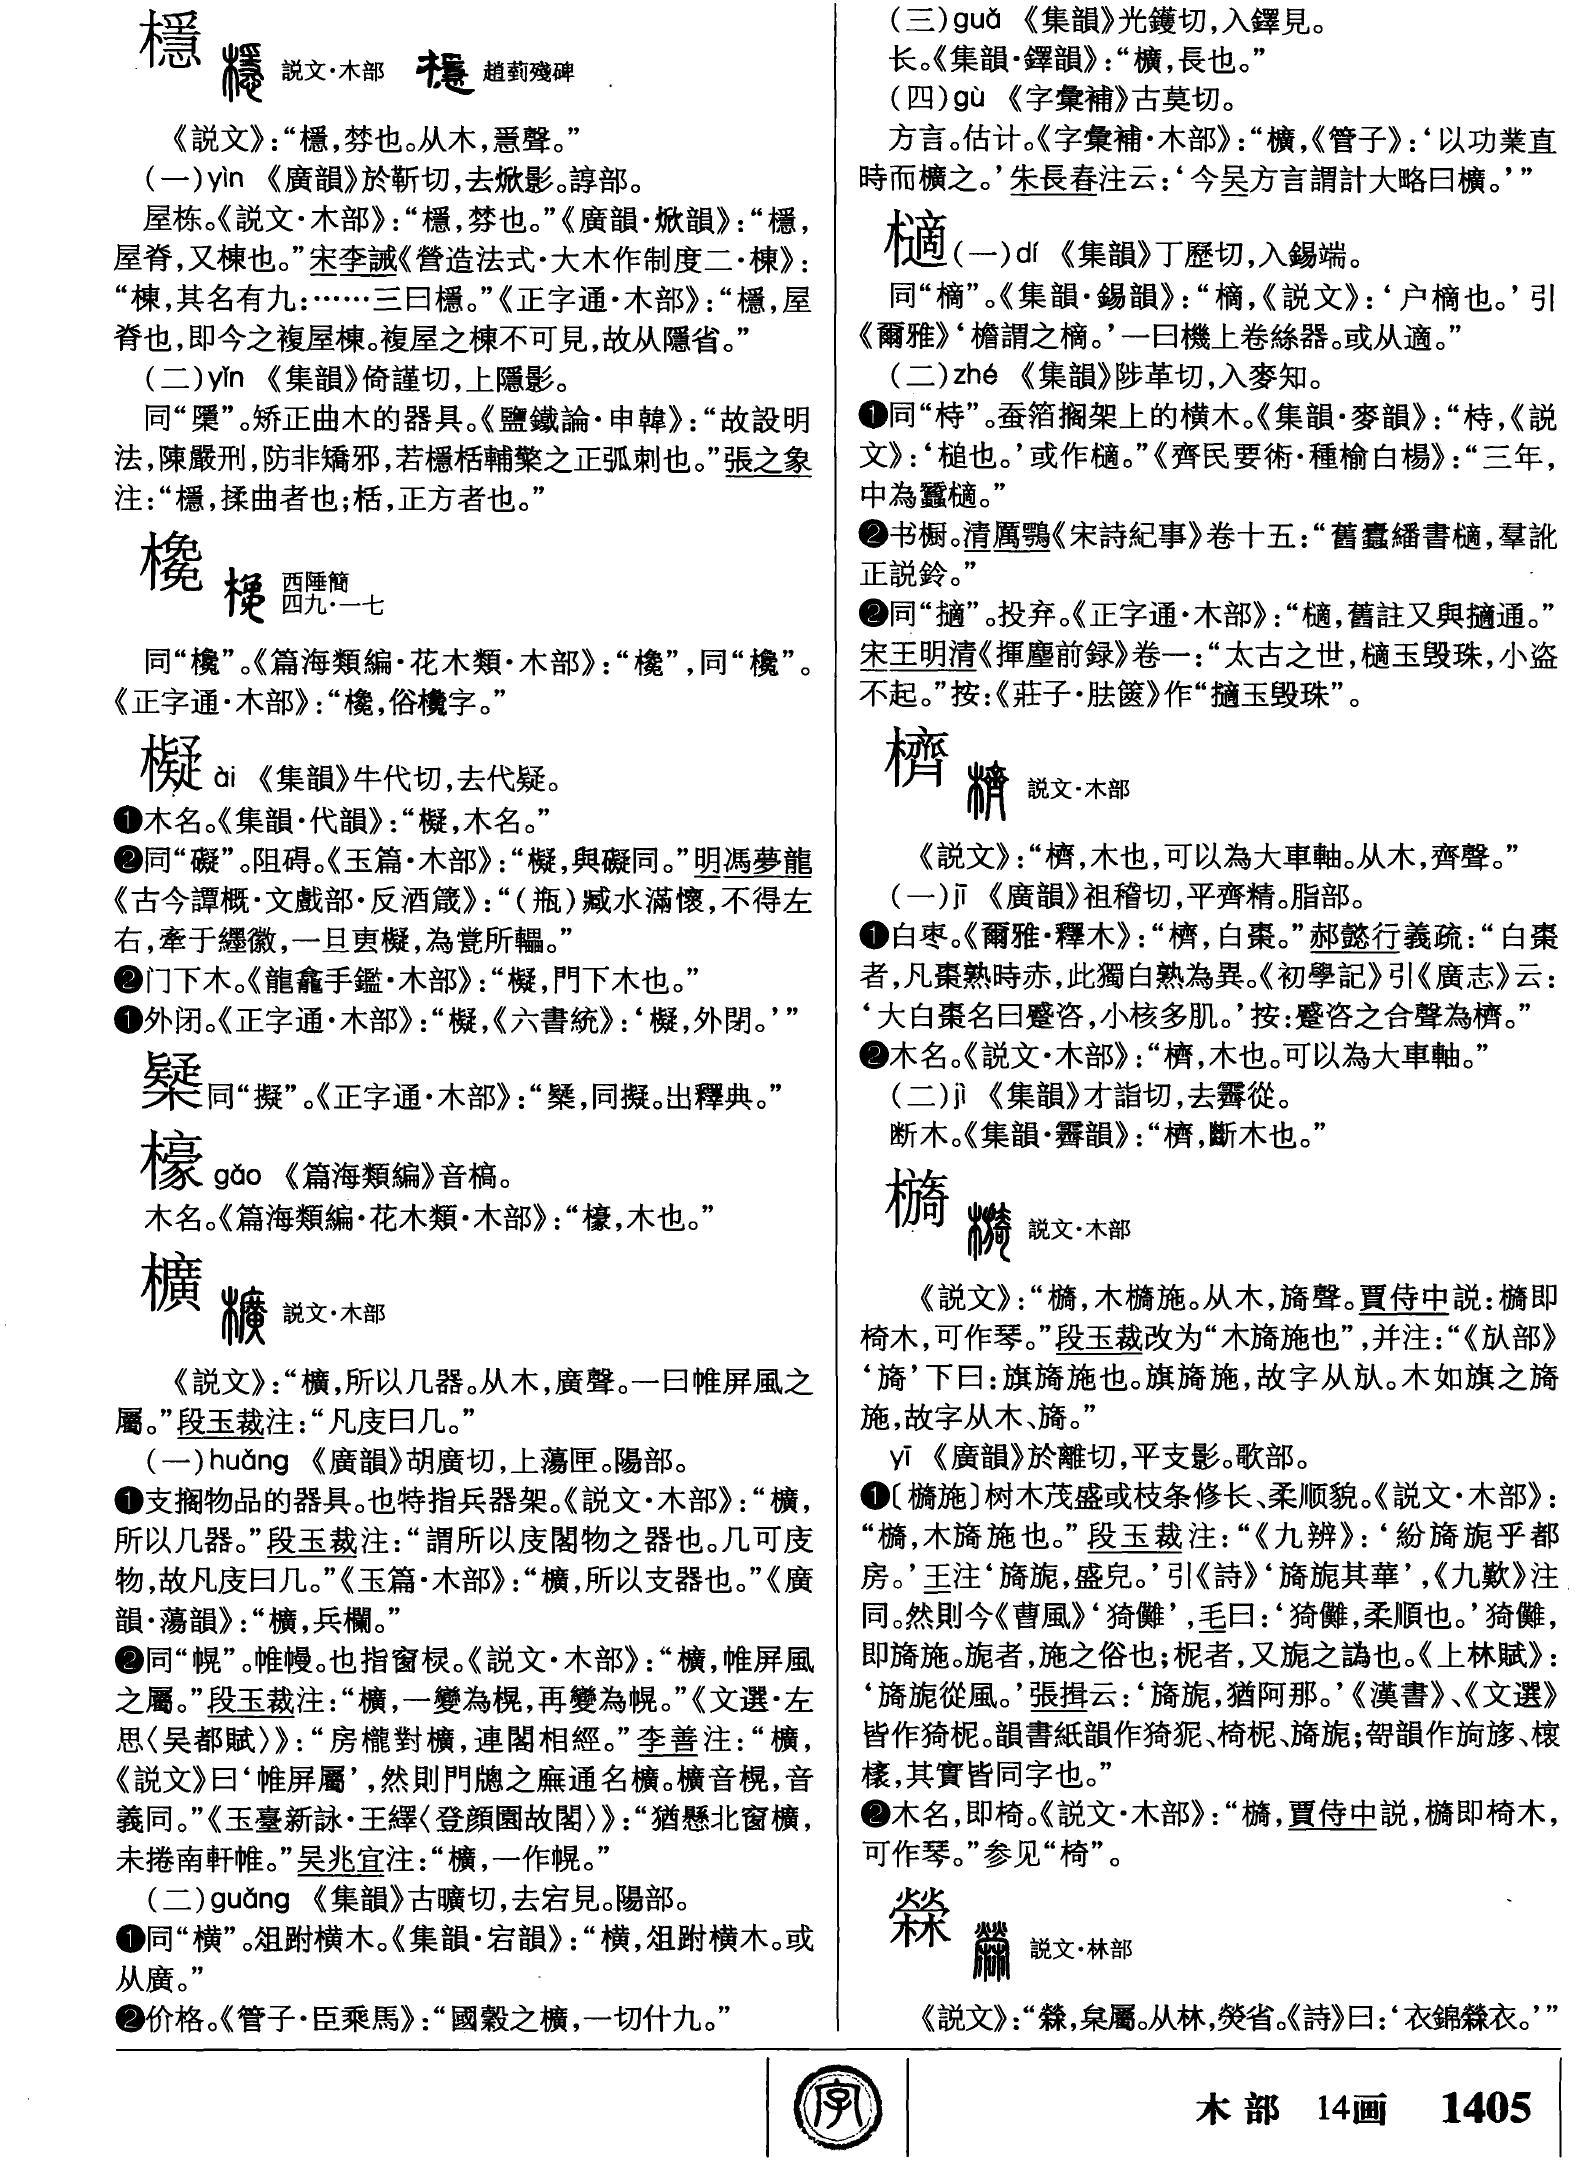 檼 説文·木部 趙菿殘碑
《説文》：“檼，棼也。从木，㥯聲。”
（一）yìn 《廣韻》於靳切，去焮影。諄部。
屋栋。《説文·木部》：“檼，棼也。”《廣韻·焮韻》：“檼，
屋脊，又棟也。”宋李誡《營造法式·大木作制度二·棟》：
“棟，其名有九：……三曰檼。”《正字通·木部》：“檼，屋
脊也，即今之複屋棟。複屋之棟不可見，故从隱省。”
（二）yǐn 《集韻》倚謹切，上隱影。
同“櫽”。矫正曲木的器具。《鹽鐵論·申韓》：“故設明
法，陳嚴刑，防非矯邪，若檼栝輔檠之正弧剌也。”張之象
注：“檼，揉曲者也；栝，正方者也。”
西陲簡
四九·一七
同“欃”。《篇海類編·花木類·木部》：“㯆”，同“欃”。
《正字通·木部》：“㯆，俗欃字。”
儗 ài 《集韻》牛代切，去代疑。
❶木名。《集韻·代韻》：“㰊，木名。”
❷同“礙”。阻碍。《玉篇·木部》：“㰊，與礙同。”明馮夢龍
《古今譚概·文戲部·反酒箴》：“（瓶）臧水滿懷，不得左
右，牽于纆徽，一旦叀㰊，為瓽所轠。”
❷门下木。《龍龕手鑑·木部》：“㰊，門下木也。”
❶外闭。《正字通·木部》：“㰊，《六書統》：‘㰊，外閉。’”
同“擬”。《正字通·木部》：“，同擬。出釋典。”
檺 gǎo 《篇海類編》音槁。
木名。《篇海類編·花木類·木部》：“檺，木也。”
櫎 説文·木部
《説文》：“櫎，所以几器。从木，廣聲。一曰帷屏風之
屬。”段玉裁注：“凡庋曰几。”
（一）huǎng 《廣韻》胡廣切，上蕩匣。陽部。
❶支搁物品的器具。也特指兵器架。《説文·木部》：“櫎，
所以几器。”段玉裁注：“謂所以庋閣物之器也。几可庋
物，故凡庋曰几。”《玉篇·木部》：“櫎，所以支器也。”《廣
韻·蕩韻》：“櫎，兵欄。”
❷同“幌”。帷幔。也指窗棂。《説文·木部》：“櫎，帷屏風
之屬。”段玉裁注：“櫎，一變為榥，再變為幌。”《文選·左
思〈吴都賦〉》：“房櫳對櫎，連閣相經。”李善注：“櫎，
《説文》曰‘帷屏屬’，然則門牕之廡通名櫎。櫎音榥，音
義同。”《玉臺新詠·王繹〈登顔園故閣〉》：“猶懸北窗櫎，
未捲南軒帷。”吴兆宜注：“櫎，一作幌。”
（二）guǎng 《集韻》古曠切，去宕見。陽部。
❶同“横”。俎跗横木。《集韻·宕韻》：“横，俎跗横木。或
从廣。”
❷价格。《管子·臣乘馬》：“國穀之櫎，一切什九。”
（三）guǎ 《集韻》光鑊切，入鐸見。
长。《集韻·鐸韻》：“櫎，長也。”
（四）gù 《字彙補》古莫切。
方言。估计。《字彙補·木部》：“櫎，《管子》：‘以功業直
時而櫎之。’朱長春注云：‘今吴方言謂計大略曰櫎。’”
（一）dí 《集韻》丁歷切，入錫端。
同“樀”。《集韻·錫韻》：“樀，《説文》：‘户樀也。’引
《爾雅》‘檐謂之樀。’一曰機上卷絲器。或从適。”
（二）zhé 《集韻》陟革切，入麥知。
❶同“㭙”。蚕箔搁架上的横木。《集韻·麥韻》：“㭙，《説
文》：‘槌也。’或作㰅。”《齊民要術·種榆白楊》：“三年，
中為蠶㰅。”
❷书橱。清厲鶚《宋詩紀事》卷十五：“舊蠹繙書㰅，羣訛
正説鈴。”
❷同“擿”。投弃。《正字通·木部》：“㰅，舊註又與擿通。”
宋王明清《揮塵前録》卷一：“太古之世，㰅玉毁珠，小盗
不起。”按：《莊子·胠篋》作“擿玉毁珠”。
櫅 説文·木部
《説文》：“櫅，木也，可以為大車軸。从木，齊聲。”
（一）jī 《廣韻》祖稽切，平齊精。脂部。
❶白枣。《爾雅·釋木》：“櫅，白棗。”郝懿行義疏：“白棗
者，凡棗熟時赤，此獨白熟為異。《初學記》引《廣志》云：
‘大白棗名曰蹙咨，小核多肌。’按：蹙咨之合聲為櫅。”
❷木名。《説文·木部》：“櫅，木也。可以為大車軸。”
（二）jì 《集韻》才詣切，去霽從。
断木。《集韻·霽韻》：“櫅，斷木也。”
檹 説文·木部
《説文》：“檹，木檹施。从木，旖聲。賈侍中説：檹即
椅木，可作琴。”段玉裁改为“木旖施也”，并注：“《㫃部》
‘旖’下曰：旗旖施也。旗旖施，故字从㫃。木如旗之旖
施，故字从木、旖。”
yī 《廣韻》於離切，平支影。歌部。
❶〔檹施〕树木茂盛或枝条修长、柔顺貌。《説文·木部》：
“檹，木旖施也。”段玉裁注：“《九辨》：‘紛旖旎乎都
房。’王注‘旖旎，盛皃。’引《詩》‘旖旎其華’，《九歎》注
同。然則今《曹風》‘猗儺’，毛曰：‘猗儺，柔順也。’猗儺，
即旖施。旎者，施之俗也；柅者，又旎之譌也。《上林賦》：
‘旖旎從風。’張揖云：‘旖旎，猶阿那。’《漢書》、《文選》
皆作猗柅。韻書紙韻作猗狔、椅柅、旖旎；哿韻作旑旀、㰐
橠，其實皆同字也。”
❷木名，即椅。《説文·木部》：“檹，賈侍中説，檹即椅木，
可作琴。”参见“椅”。
檾 説文·林部
《説文》：“檾，枲屬。从林，熒省。《詩》曰：‘衣錦檾衣。’”
字
木部 14画 1405